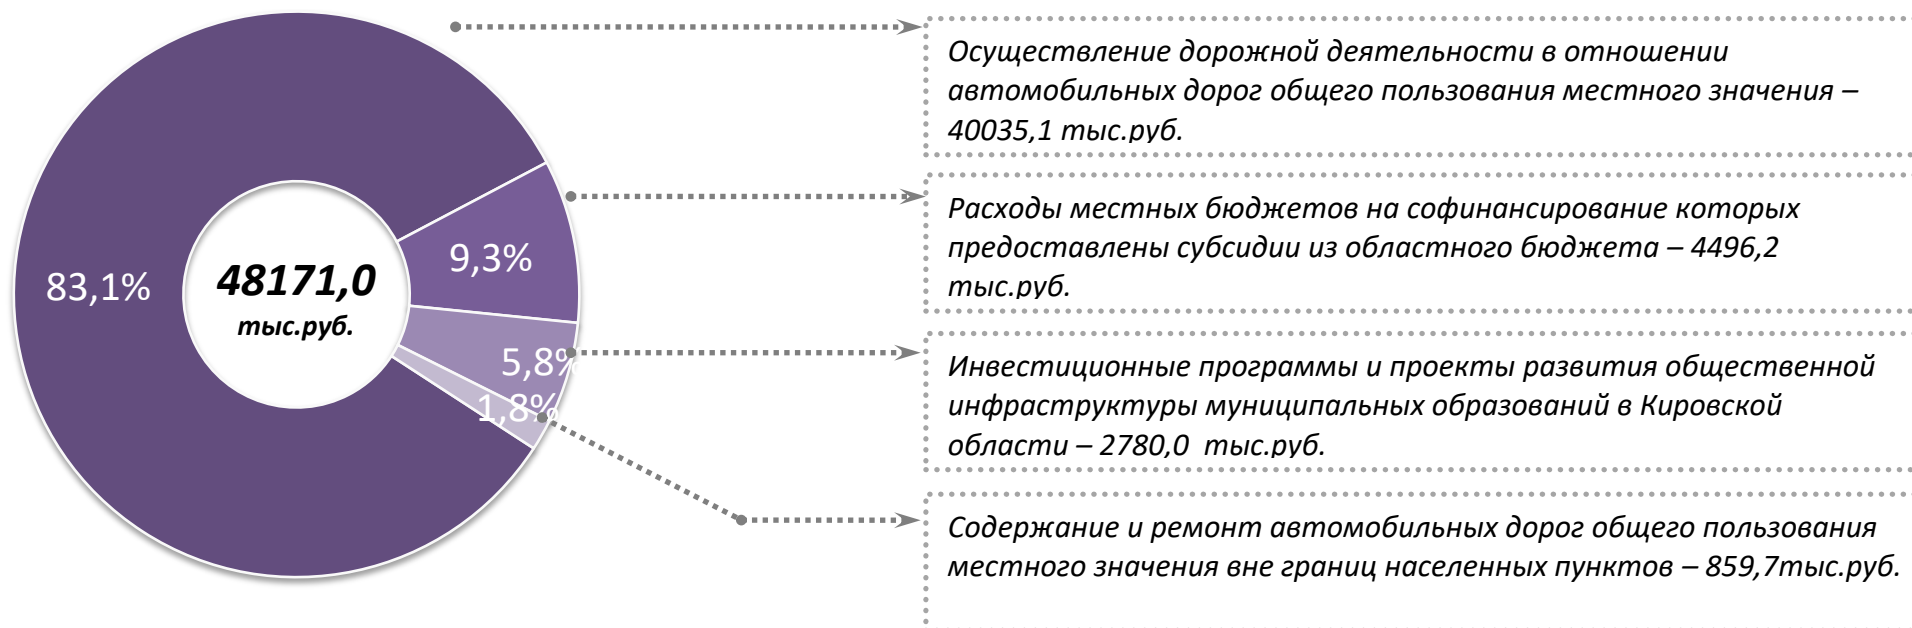 83,1%
48171,0
тыс.руб.
9,3%
5,8%
1,8%
Осуществление дорожной деятельности в отношении
автомобильных дорог общего пользования местного значения –
40035,1 тыс.руб.
Расходы местных бюджетов на софинансирование которых
предоставлены субсидии из областного бюджета – 4496,2
тыс.руб.
Инвестиционные программы и проекты развития общественной
инфраструктуры муниципальных образований в Кировской
области – 2780,0  тыс.руб.
Содержание и ремонт автомобильных дорог общего пользования
местного значения вне границ населенных пунктов – 859,7тыс.руб.